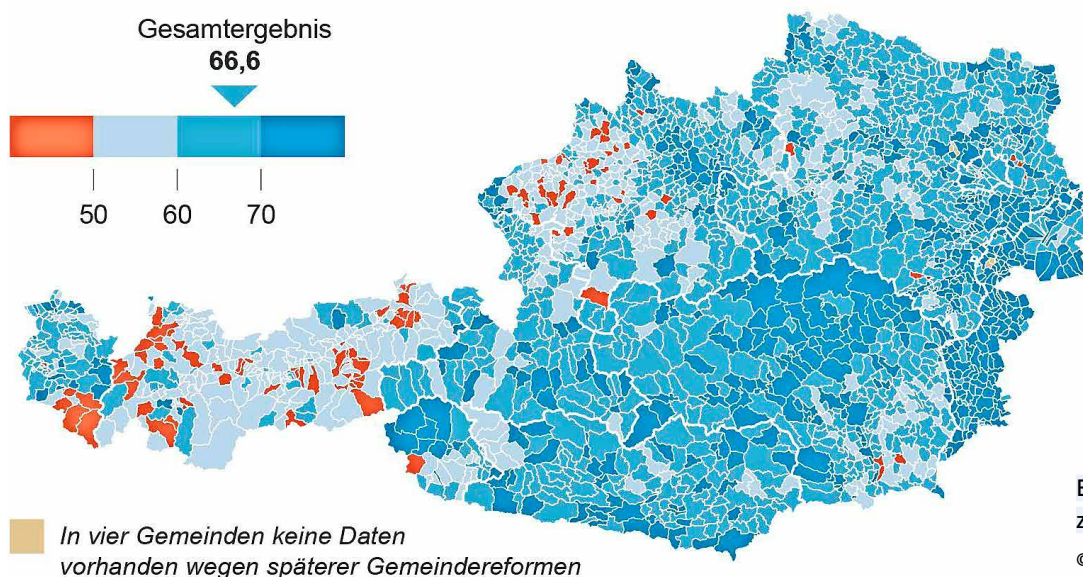 Gesamtergebnis
66,6
50 60 70
In vier Gemeinden keine Daten
vorhanden wegen späterer Gemeindereformen
©